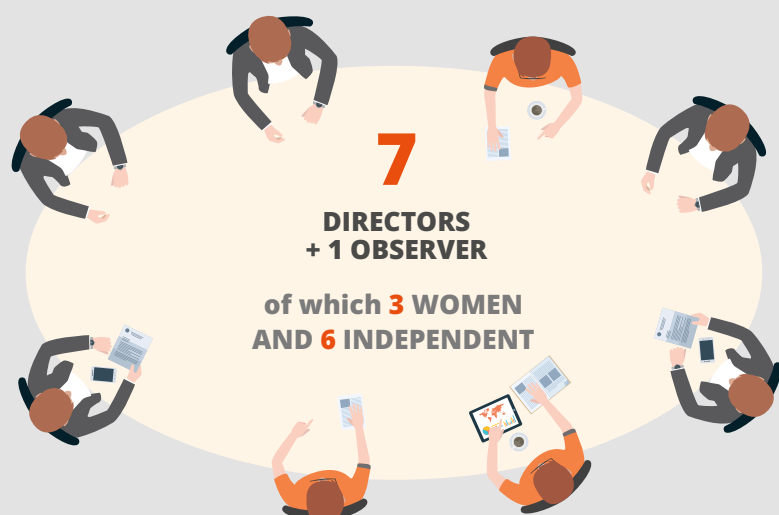 7
DIRECTORS
+ 1 OBSERVER
of which 3 WOMEN
AND 6 INDEPENDENT